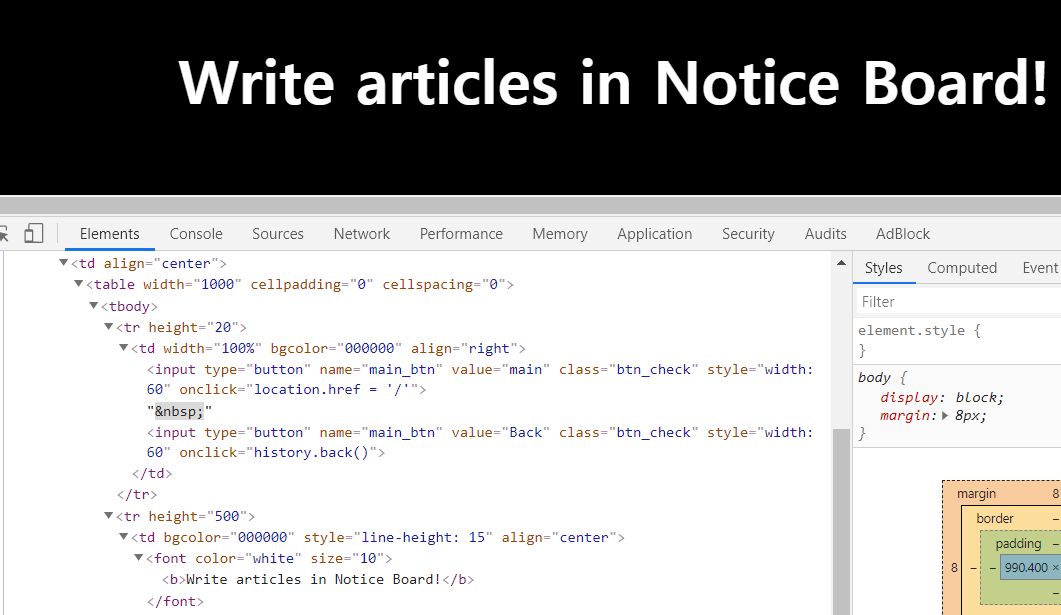 Write articles in Notice Board!
Elements Console Sources Network Performance Memory Application Security Audits AdBlock
<td align="center">
<table width="1000" cellpadding="0" cellspacing="0">
<tbody>
<tr height="20">
<td width="100%" bgcolor="000000" align="right">
<input type="button" name="main_btn" value="main" class="btn_check" style="width:
60" onclick="location.href = '/'">
"&nbsp;"
<input type="button" name="main_btn" value="Back" class="btn_check" style="width:
60" onclick="history.back()">
</td>
</tr>
<tr height="500">
<td bgcolor="000000" style="line-height: 15" align="center">
<font color="white" size="10">
<b>Write articles in Notice Board!</b>
</font>
Styles Computed Event
Filter
element.style {
}
body {
display: block;
margin: 8px;
}
margin 8
border –
padding –
8 – – 990.400 ×
–